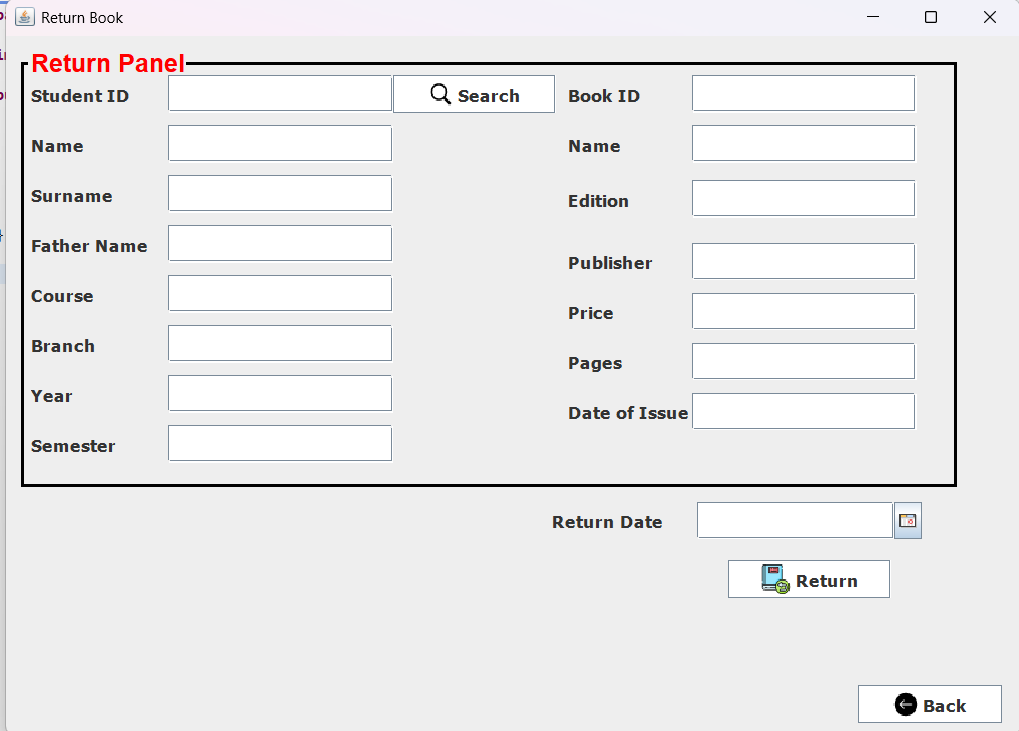 Return Book
Return Panel
Student ID
Search
Book ID
Name
Name
Surname
Edition
Father Name
Publisher
Course
Price
Branch
Pages
Year
Date of Issue
Semester
Return Date
Return
Back